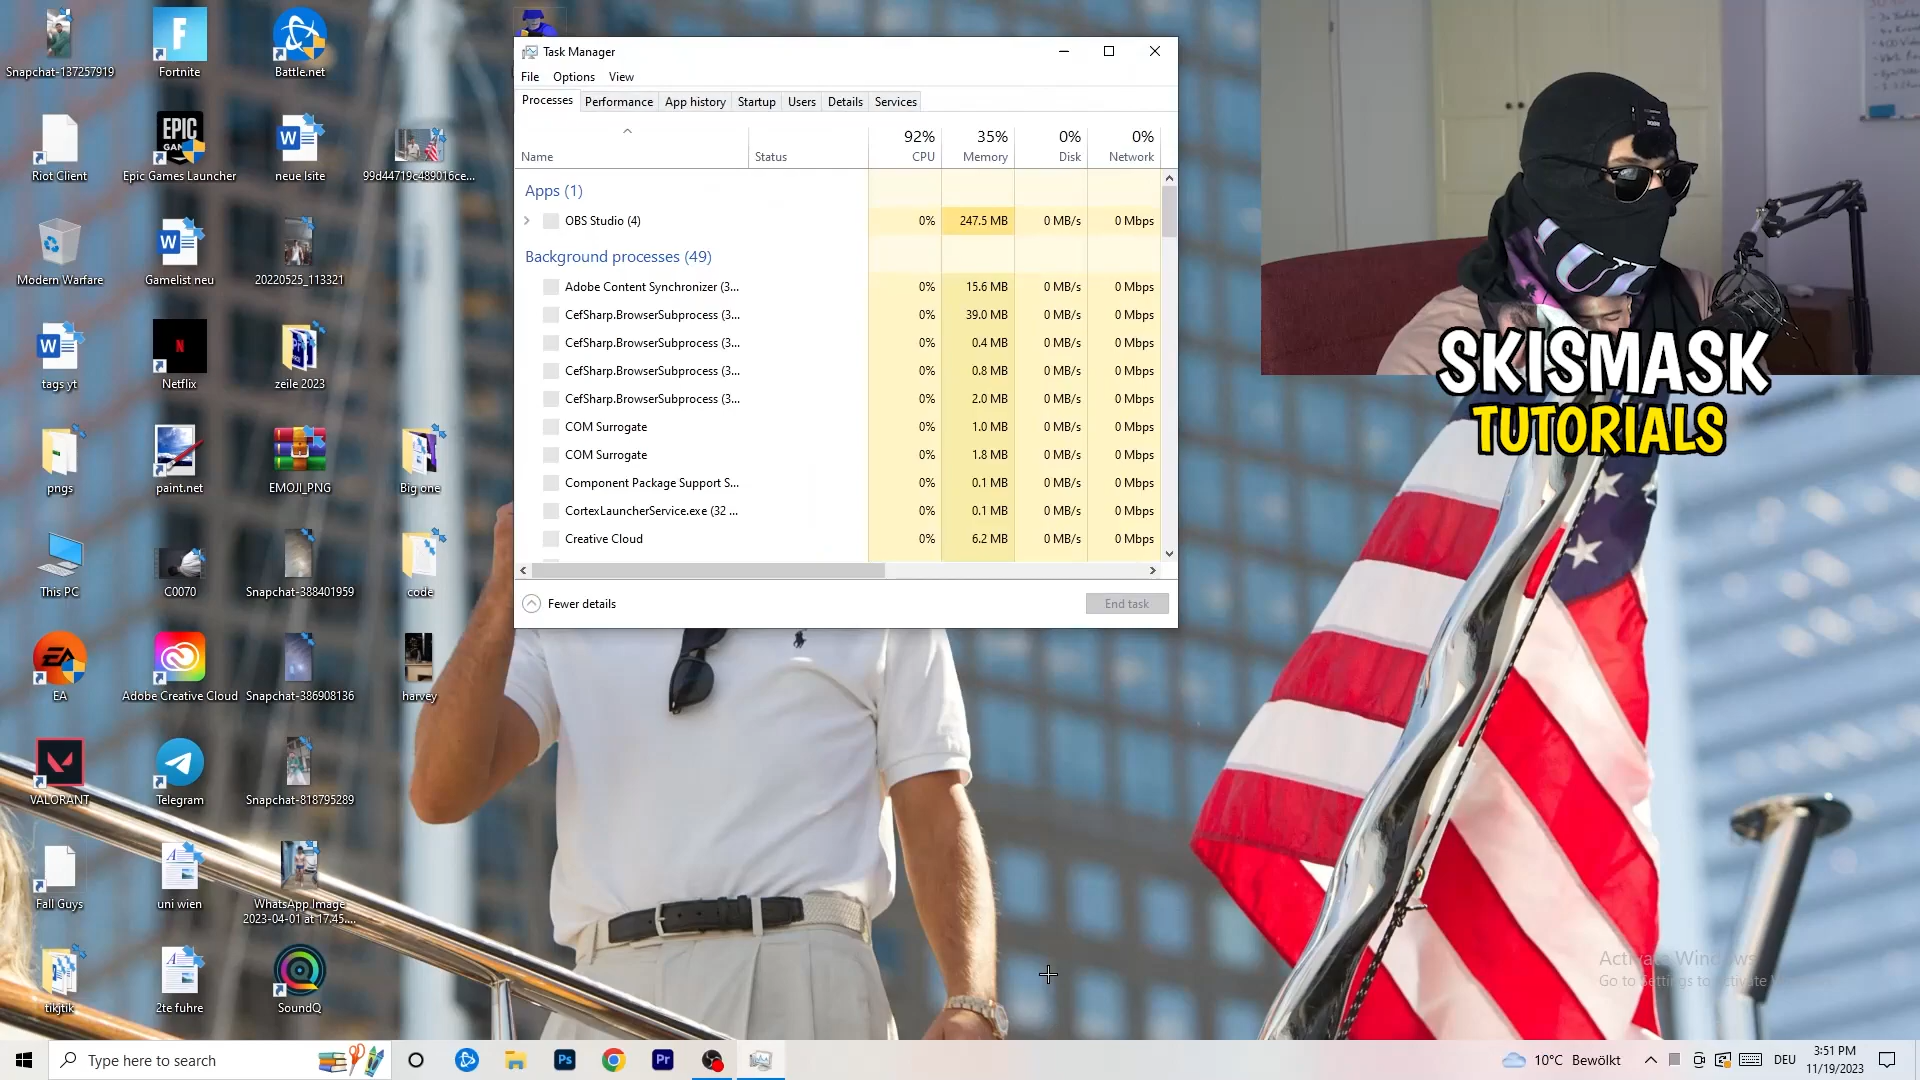 Snapchat-137257919
Fortnite
Battle.net
Riot Client
EPIC
Epic Games Launcher
neue lsite
99d44719c489016ce...
Modern Warfare
Gamelist neu
20220525_113321
tags yt
Netflix
zeile 2023
pngs
paint.net
EMOJI_PNG
Big one
This PC
C0070
Snapchat-388401959
code
EA
Adobe Creative Cloud
Snapchat-386908136
harvey
VALORANT
Telegram
Snapchat-818795289
Fall Guys
uni wien
WhatsApp Image
2023-04-01 at 17.45....
tikjtik
2te fuhre
SoundQ
Task Manager
File Options View
Processes Performance App history Startup Users Details Services
92% 35% 0% 0%
Name Status CPU Memory Disk Network
Apps (1)
OBS Studio (4) 0% 247.5 MB 0 MB/s 0 Mbps
Background processes (49)
Adobe Content Synchronizer (3... 0% 15.6 MB 0 MB/s 0 Mbps
CefSharp.BrowserSubprocess (3... 0% 39.0 MB 0 MB/s 0 Mbps
CefSharp.BrowserSubprocess (3... 0% 0.4 MB 0 MB/s 0 Mbps
CefSharp.BrowserSubprocess (3... 0% 0.8 MB 0 MB/s 0 Mbps
CefSharp.BrowserSubprocess (3... 0% 2.0 MB 0 MB/s 0 Mbps
COM Surrogate 0% 1.0 MB 0 MB/s 0 Mbps
COM Surrogate 0% 1.8 MB 0 MB/s 0 Mbps
Component Package Support S... 0% 0.1 MB 0 MB/s 0 Mbps
CortexLauncherService.exe (32 ... 0% 0.1 MB 0 MB/s 0 Mbps
Creative Cloud 0% 6.2 MB 0 MB/s 0 Mbps
Fewer details End task
SKISMASK
TUTORIALS
Activate Windows
Go to Settings to activate
Type here to search
Ps
Pr
10°C Bewölkt
DEU
3:51 PM
11/19/2023